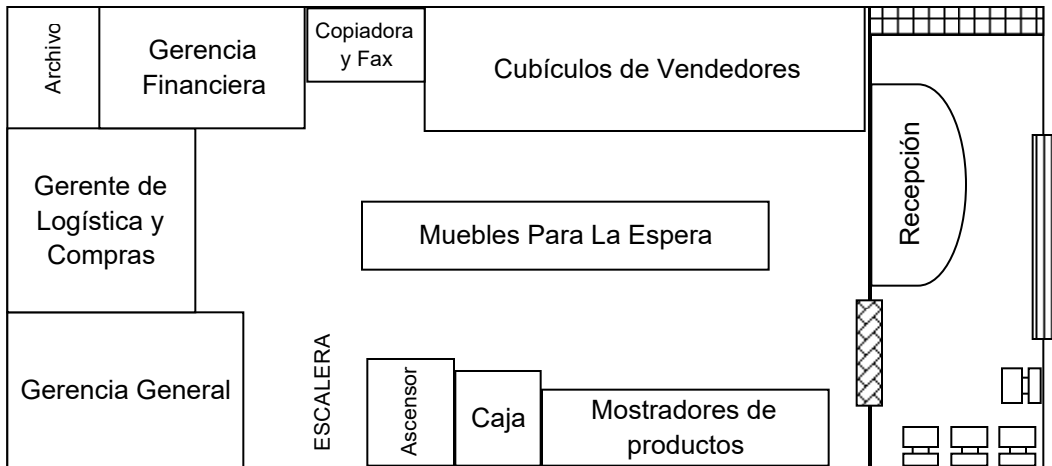 Archivo
Gerencia
Financiera
Copiadora
y Fax
Cubículos de Vendedores
Recepción
Gerente de
Logística y
Compras
Muebles Para La Espera
Gerencia General
ESCALERA
Ascensor
Caja
Mostradores de
productos